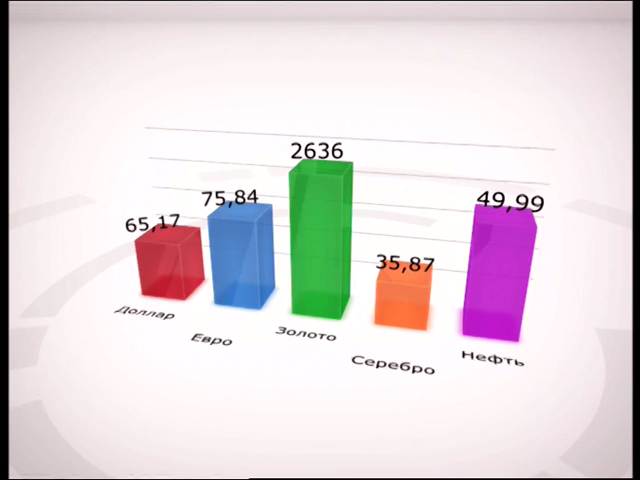 65,17
75,84
2636
35,87
49,99
Доллар
Евро
Золото
Серебро
Нефть